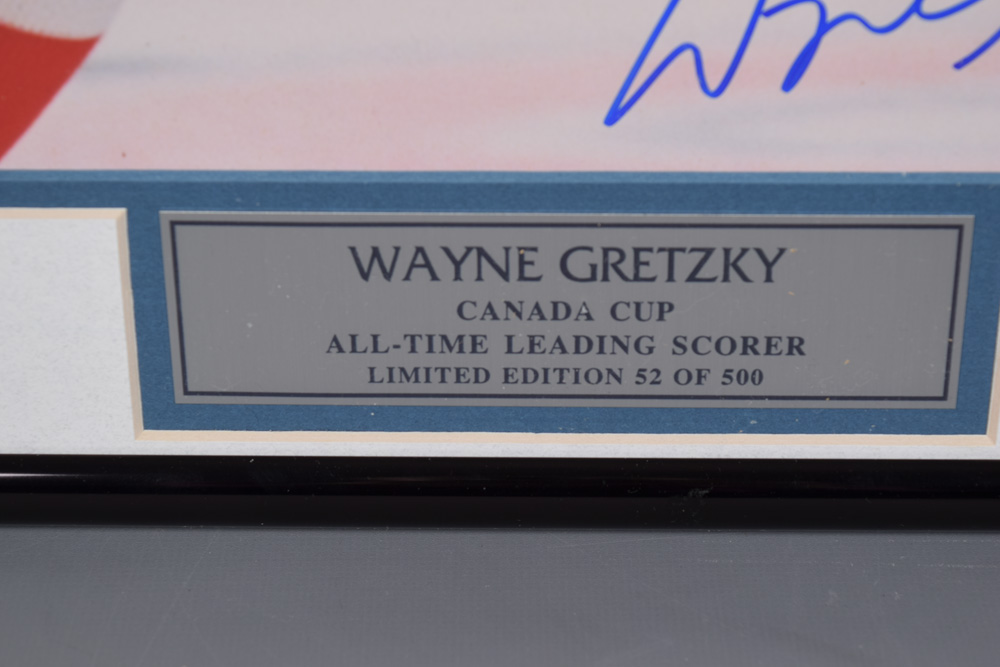 WAYNE GRETZKY
CANADA CUP
ALL-TIME LEADING SCORER
LIMITED EDITION 52 OF 500